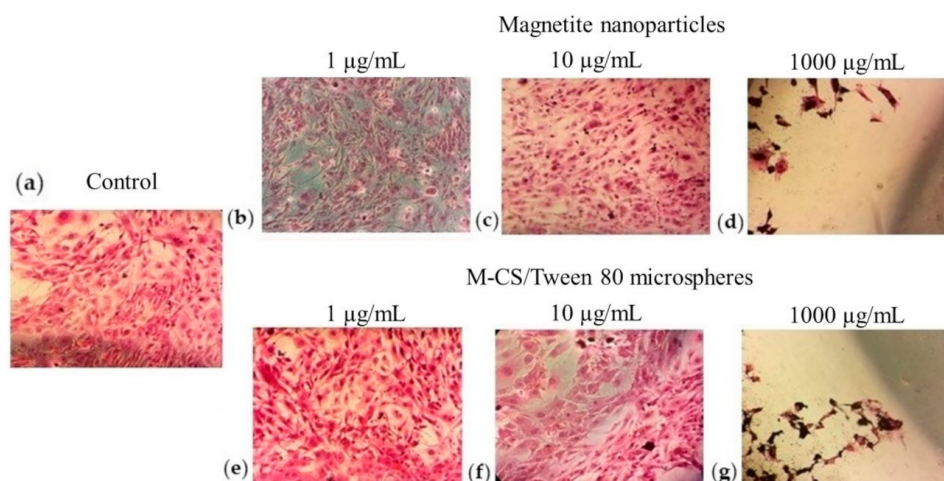 Magnetite nanoparticles
1 µg/mL
10 µg/mL
1000 µg/mL
(a)
Control
(b)
(c)
(d)
M-CS/Tween 80 microspheres
1 µg/mL
10 µg/mL
1000 µg/mL
(e)
(f)
(g)